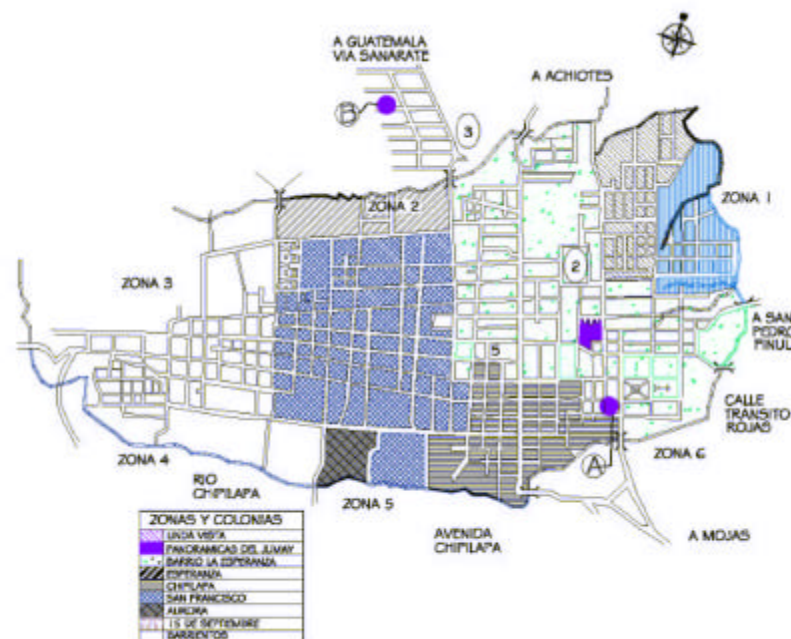 A GUATEMALA
VIA SANARATE
A ACHIOTES
B
3
ZONA 2
ZONA 1
2
ZONA 3
A SAN
PEDRO
PINUL
5
CALLE
TRANSITO
ROJAS
ZONA 4
RIO
CHIPILAPA
A
ZONA 6
ZONA 5
AVENIDA
CHIPILAPA
A MOJAS
ZONAS Y COLONIAS
LINDA VISTA
PANORAMICAS DEL JUMAY
BARRIO LA ESPERANZA
ESPERANZA
CHIPILAPA
SAN FRANCISCO
AURORA
15 DE SEPTIEMBRE
BARRIENTOS